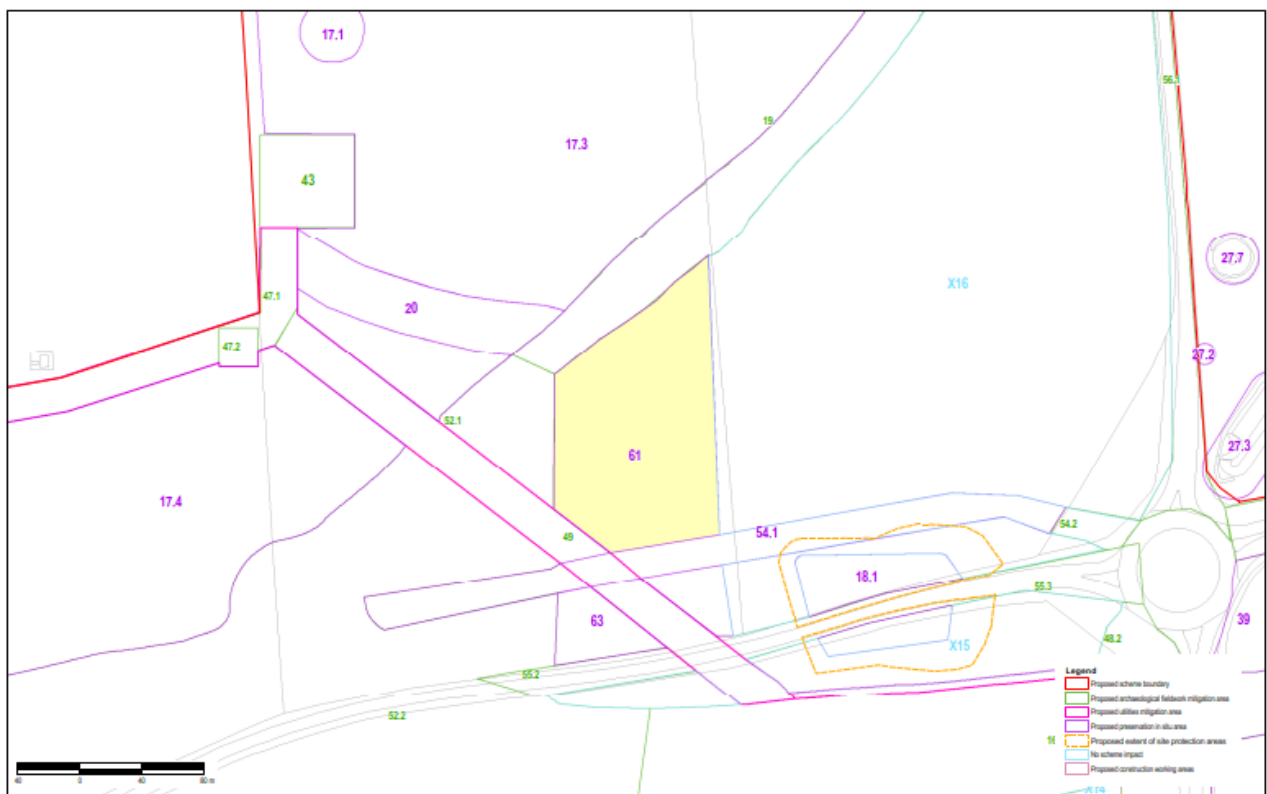 17.1
56.1
19
17.3
43
27.7
X16
47.1
20
27.2
47.2
52.1
27.3
61
17.4
54.2
54.1
49
18.1
55.3
63
39
48.2
X15
55.2
52.2
Legend
Proposed scheme boundary
Proposed archaeological fieldwork mitigation area
Proposed utilities mitigation area
Proposed preservation in situ area
Proposed extent of site protection areas
No scheme impact
Proposed construction working areas
40 0 40 80 m